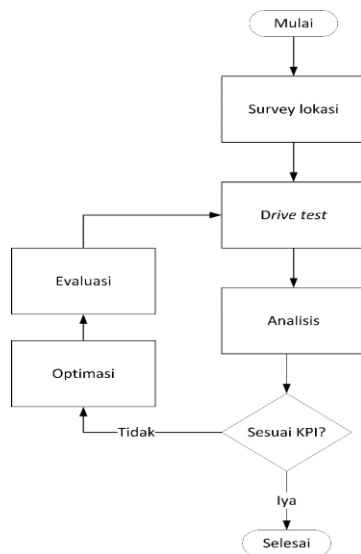 Mulai
Survey lokasi
Drive test
Evaluasi
Analisis
Optimasi
Tidak
Sesuai KPI?
Iya
Selesai